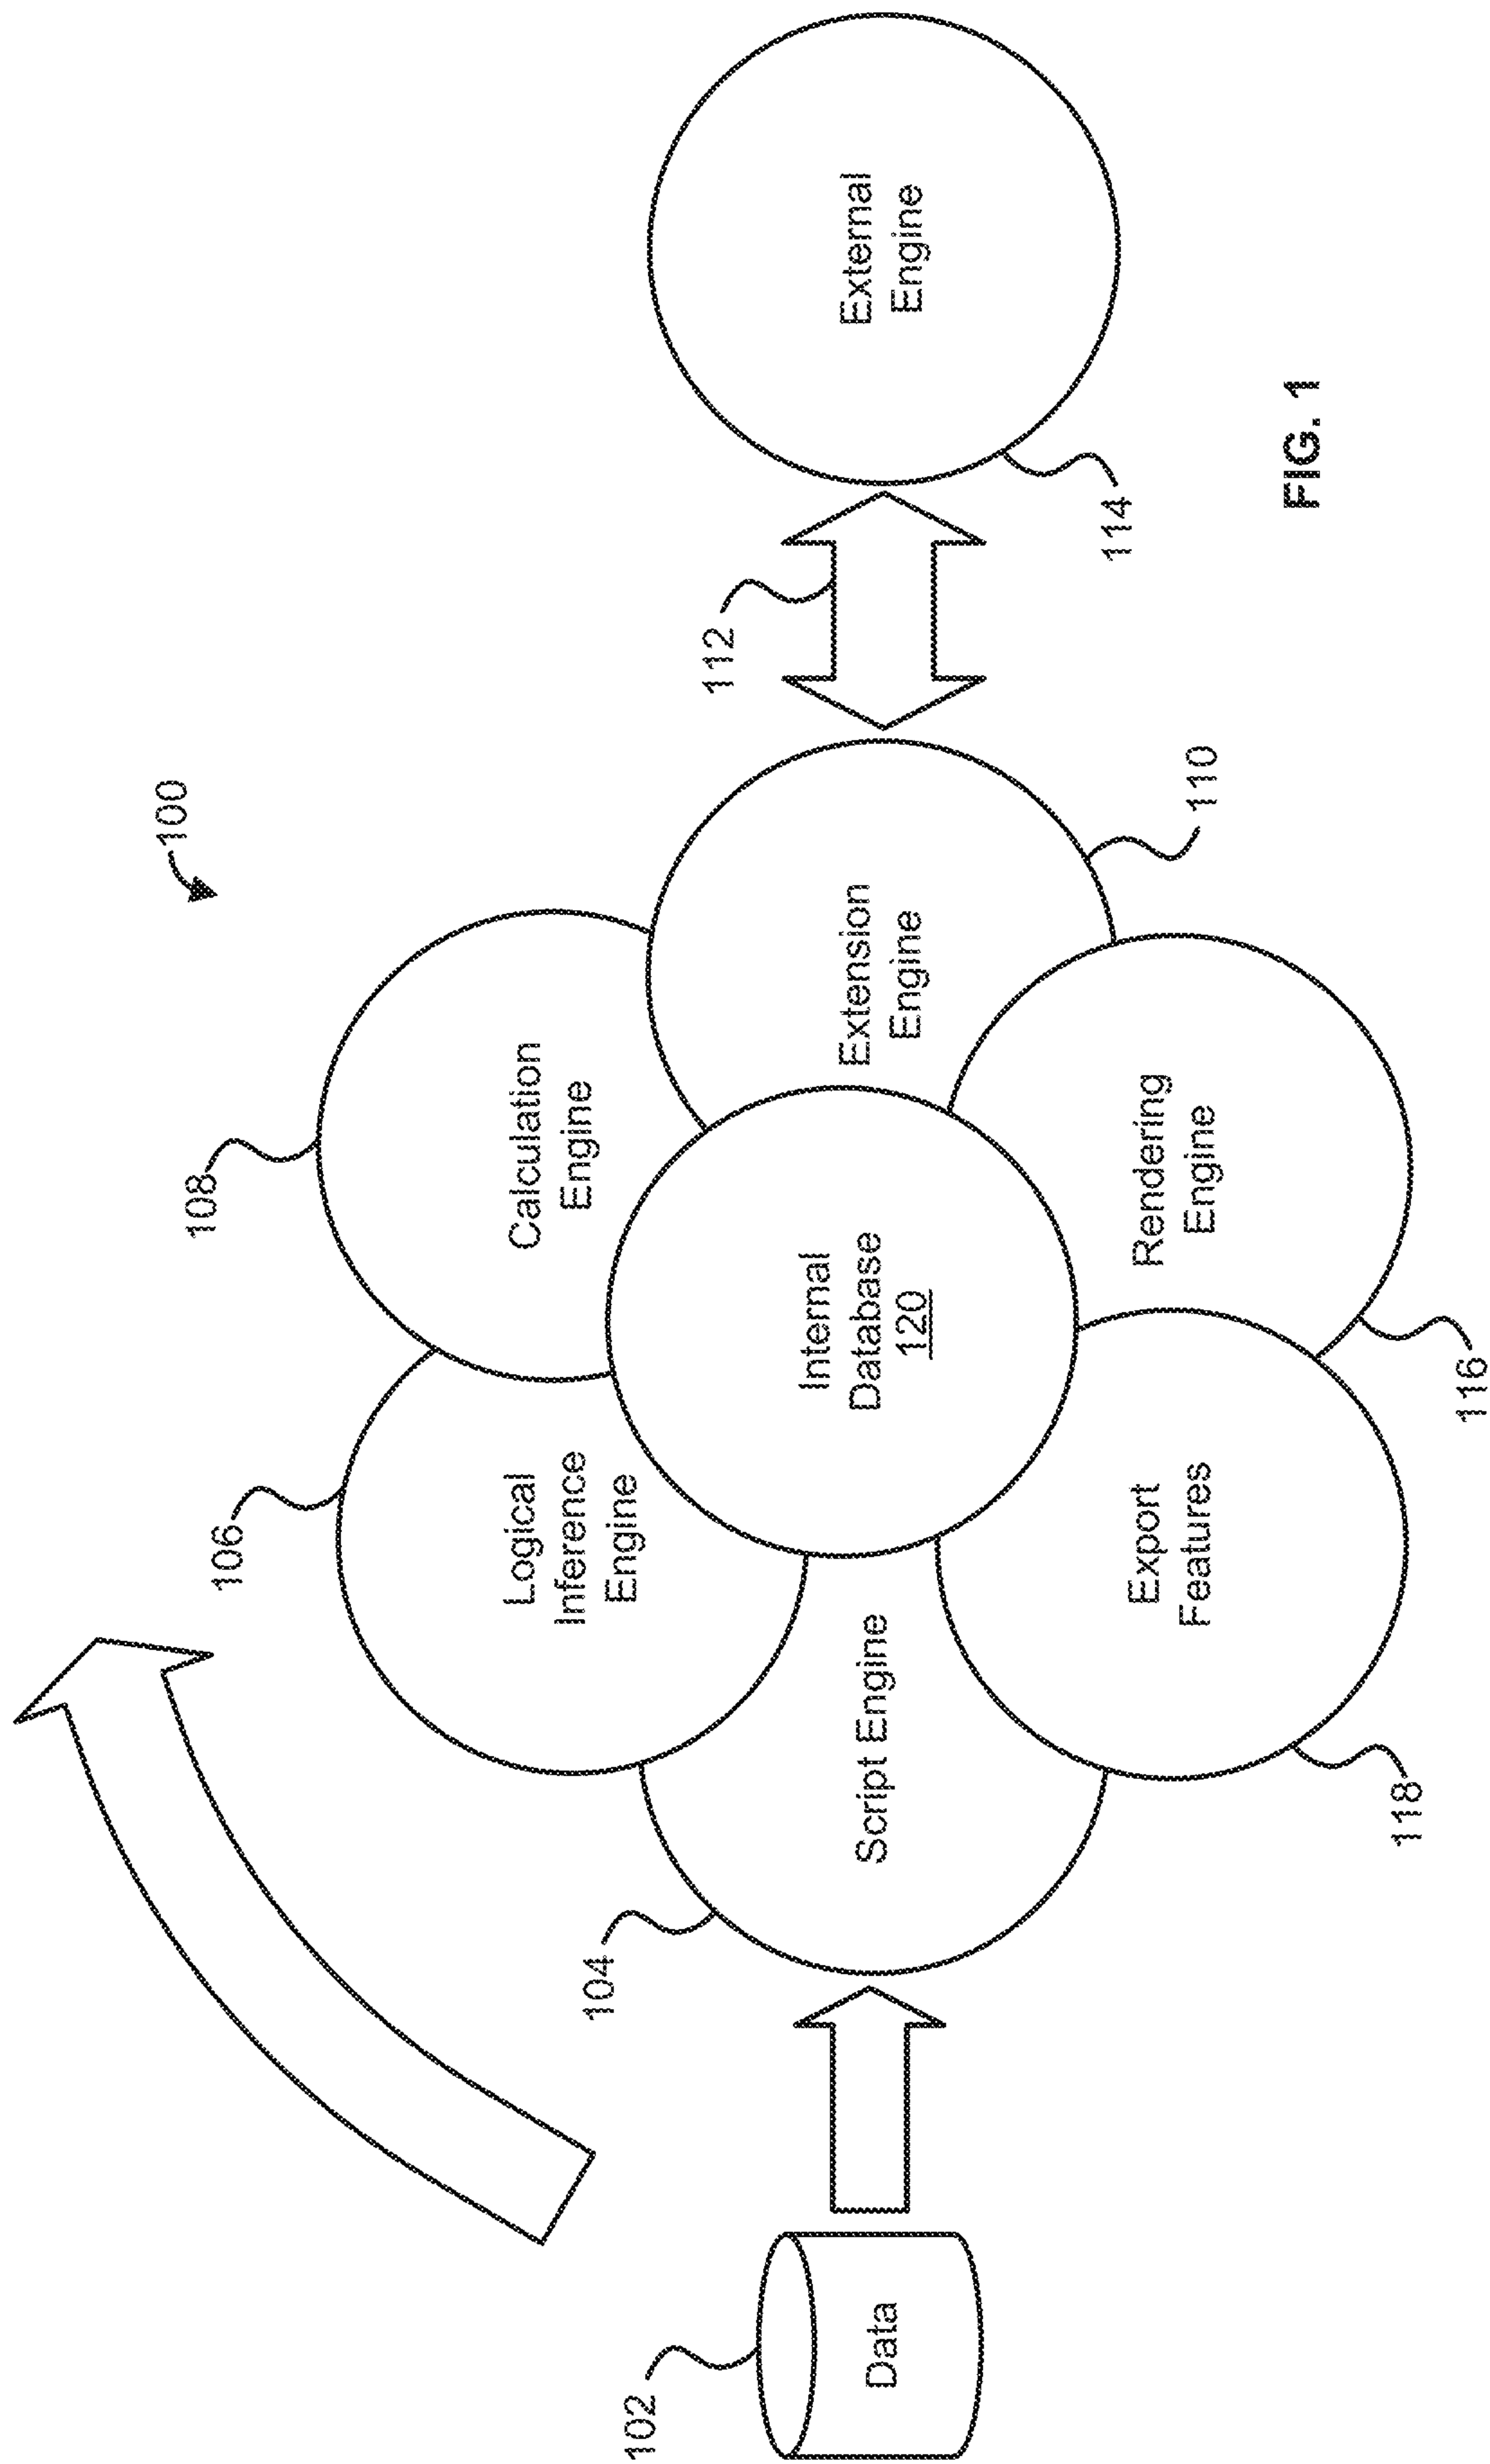 100
108
106
Calculation
Engine
Logical
Inference
Engine
112
104
102
Data
Script Engine
Internal
Database
120
Extension
Engine
External
Engine
114
110
Rendering
Engine
Export
Features
118
116
FIG. 1